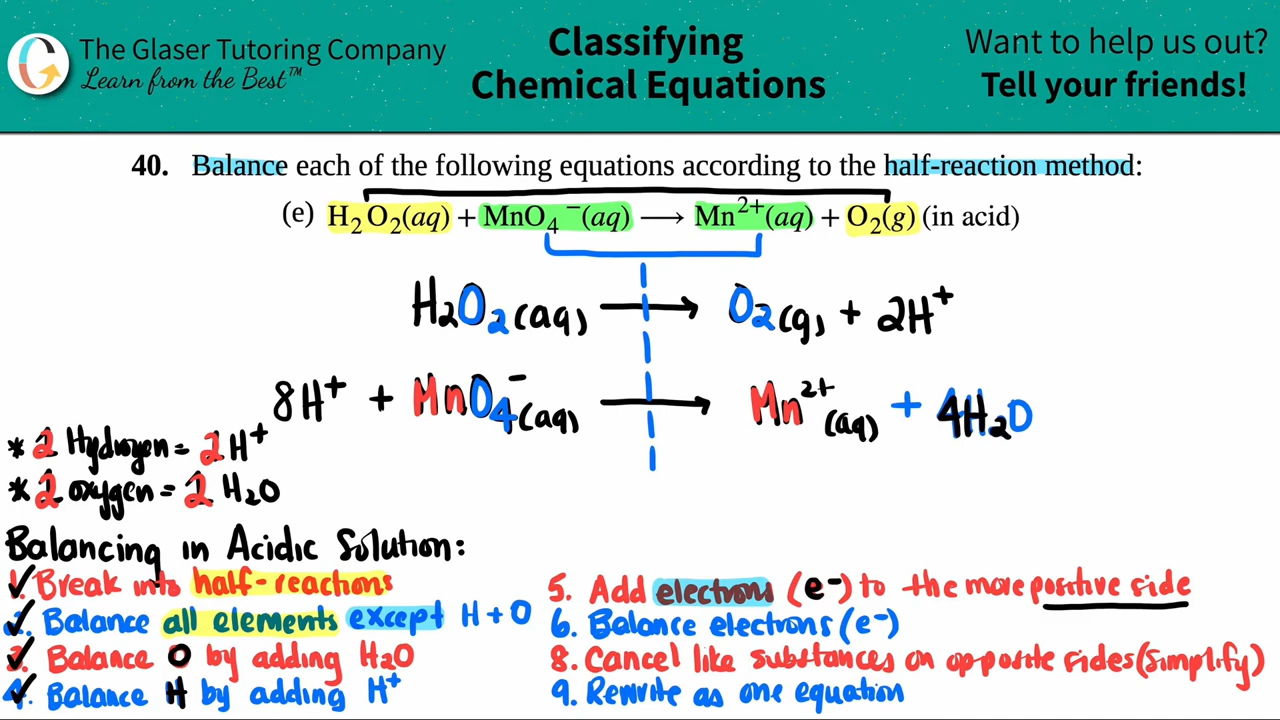 The Glaser Tutoring Company
Learn from the Best™
Classifying
Chemical Equations
Want to help us out?
Tell your friends!
40. Balance each of the following equations according to the half-reaction method:
(e) H₂O₂(aq) + MnO₄⁻(aq) ⟶ Mn²⁺(aq) + O₂(g) (in acid)
H₂O₂(aq) → O₂(g) + 2H⁺
8H⁺ + MnO₄⁻(aq) → Mn²⁺(aq) + 4H₂O
* 2 Hydrogen = 2 H⁺
* 2 oxygen = 2 H₂O
Balancing in Acidic Solution:
✓ 1. Break into half-reactions
✓ 2. Balance all elements except H + O
✓ 3. Balance O by adding H₂O
✓ 4. Balance H by adding H⁺
5. Add electrons (e⁻) to the more positive side
6. Balance electrons (e⁻)
8. Cancel like substances on opposite sides (simplify)
9. Rewrite as one equation